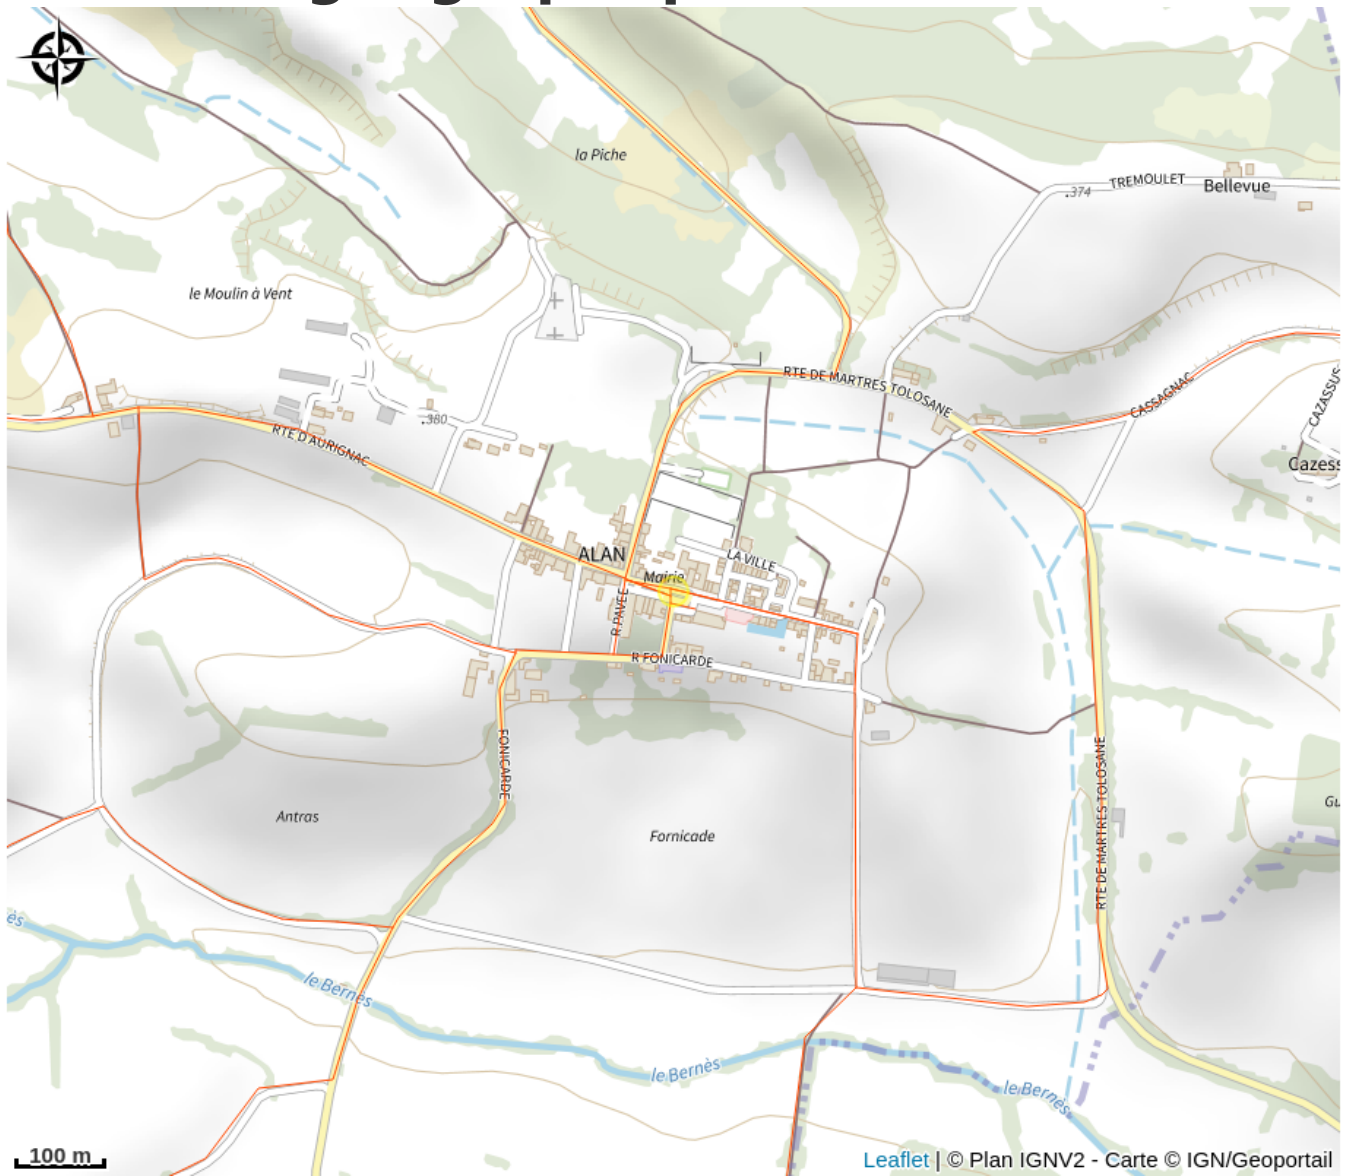 la Piche
.374
TREMOULET
Bellevue
le Moulin à Vent
RTE DE MARTRES TOLOSANE
CASSAGNAC
CAZASSUS
.380
RTE D AURIGNAC
Cazess
ALAN
LA VILLE
Mairie
R PAVEE
R FONICARDE
FONICARDE
RTE DE MARTRES TOLOSANE
Antras
Fornicade
Gu
ès
le Bernès
le Bernès
le Bernès
100 m
Leaflet | © Plan IGNV2 - Carte © IGN/Geoportail